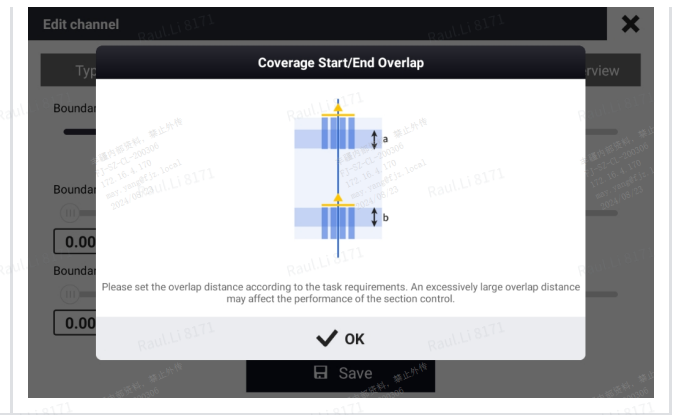 Edit channel
Typ
rview
Coverage Start/End Overlap
Boundar
a
Boundar
b
0.00
Boundar
Please set the overlap distance according to the task requirements. An excessively large overlap distance
may affect the performance of the section control.
0.00
OK
Save
Raul.Li 8171